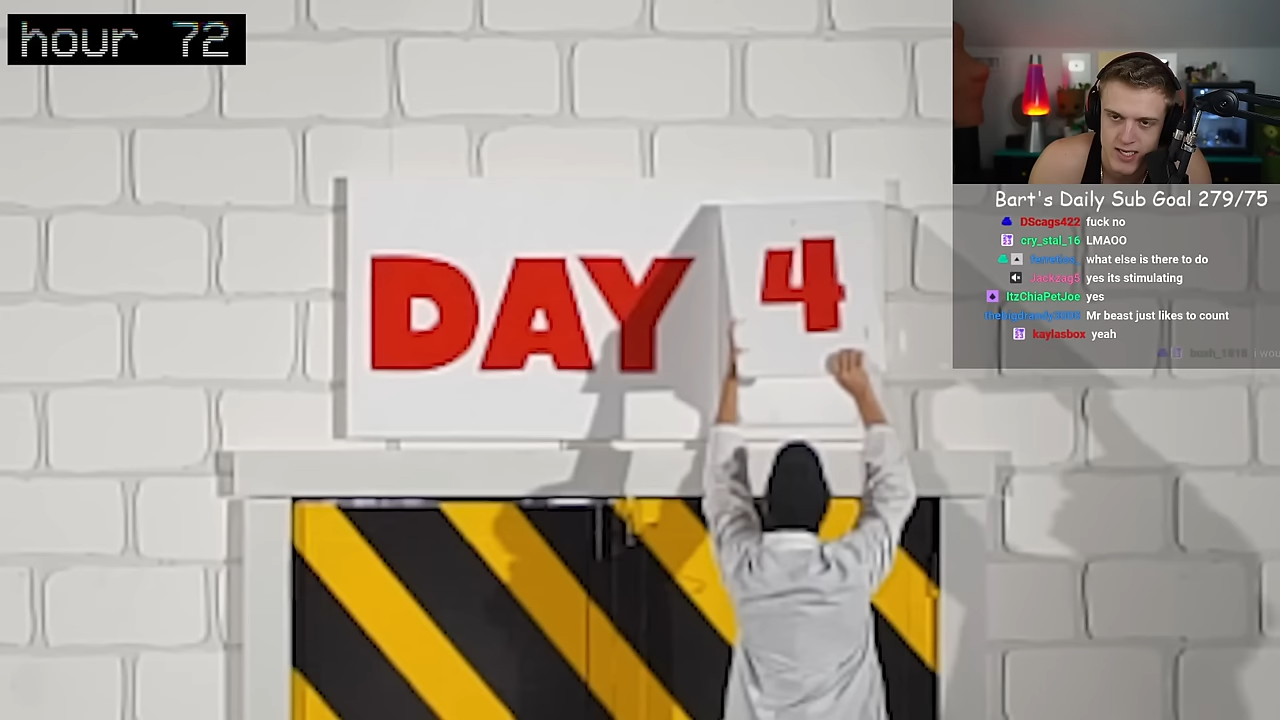 hour 72
DAY 4
Bart's Daily Sub Goal 279/75
DScags422 fuck no
cry_stal_16 LMAOO
what else is there to do
Jackzaq5 yes its stimulating
ItzChiaPetJoe yes
Mr beast just likes to count
kaylasbox yeah